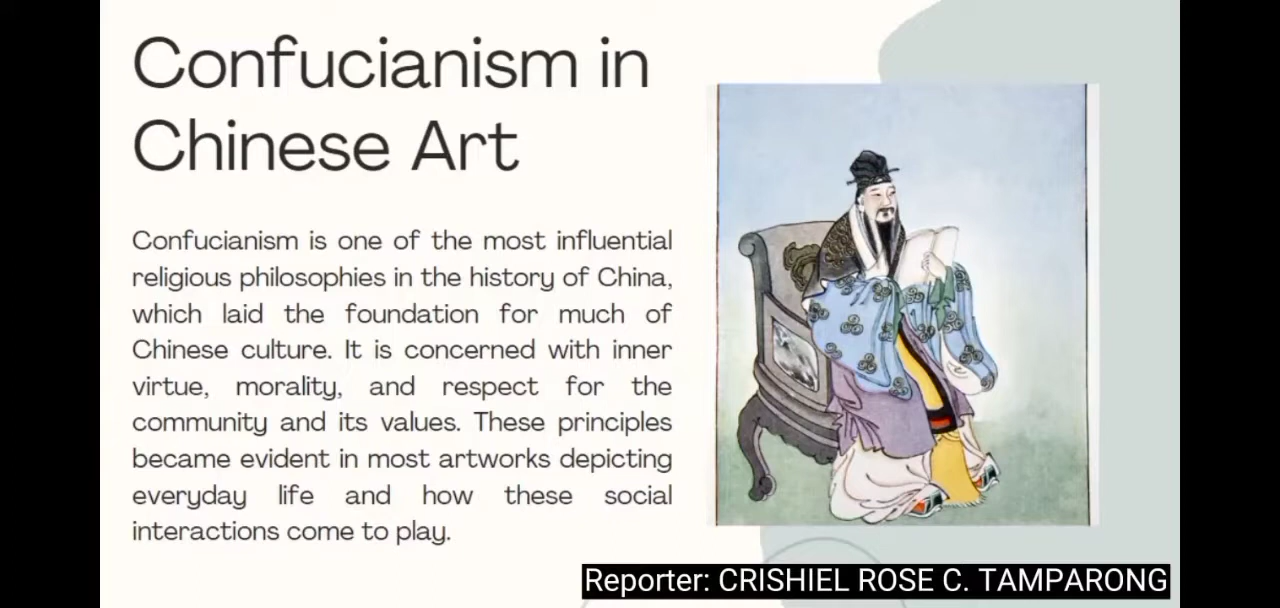 Confucianism in
Chinese Art
Confucianism is one of the most influential
religious philosophies in the history of China,
which laid the foundation for much of
Chinese culture. It is concerned with inner
virtue, morality, and respect for the
community and its values. These principles
became evident in most artworks depicting
everyday life and how these social
interactions come to play.
Reporter: CRISHIEL ROSE C. TAMPARONG